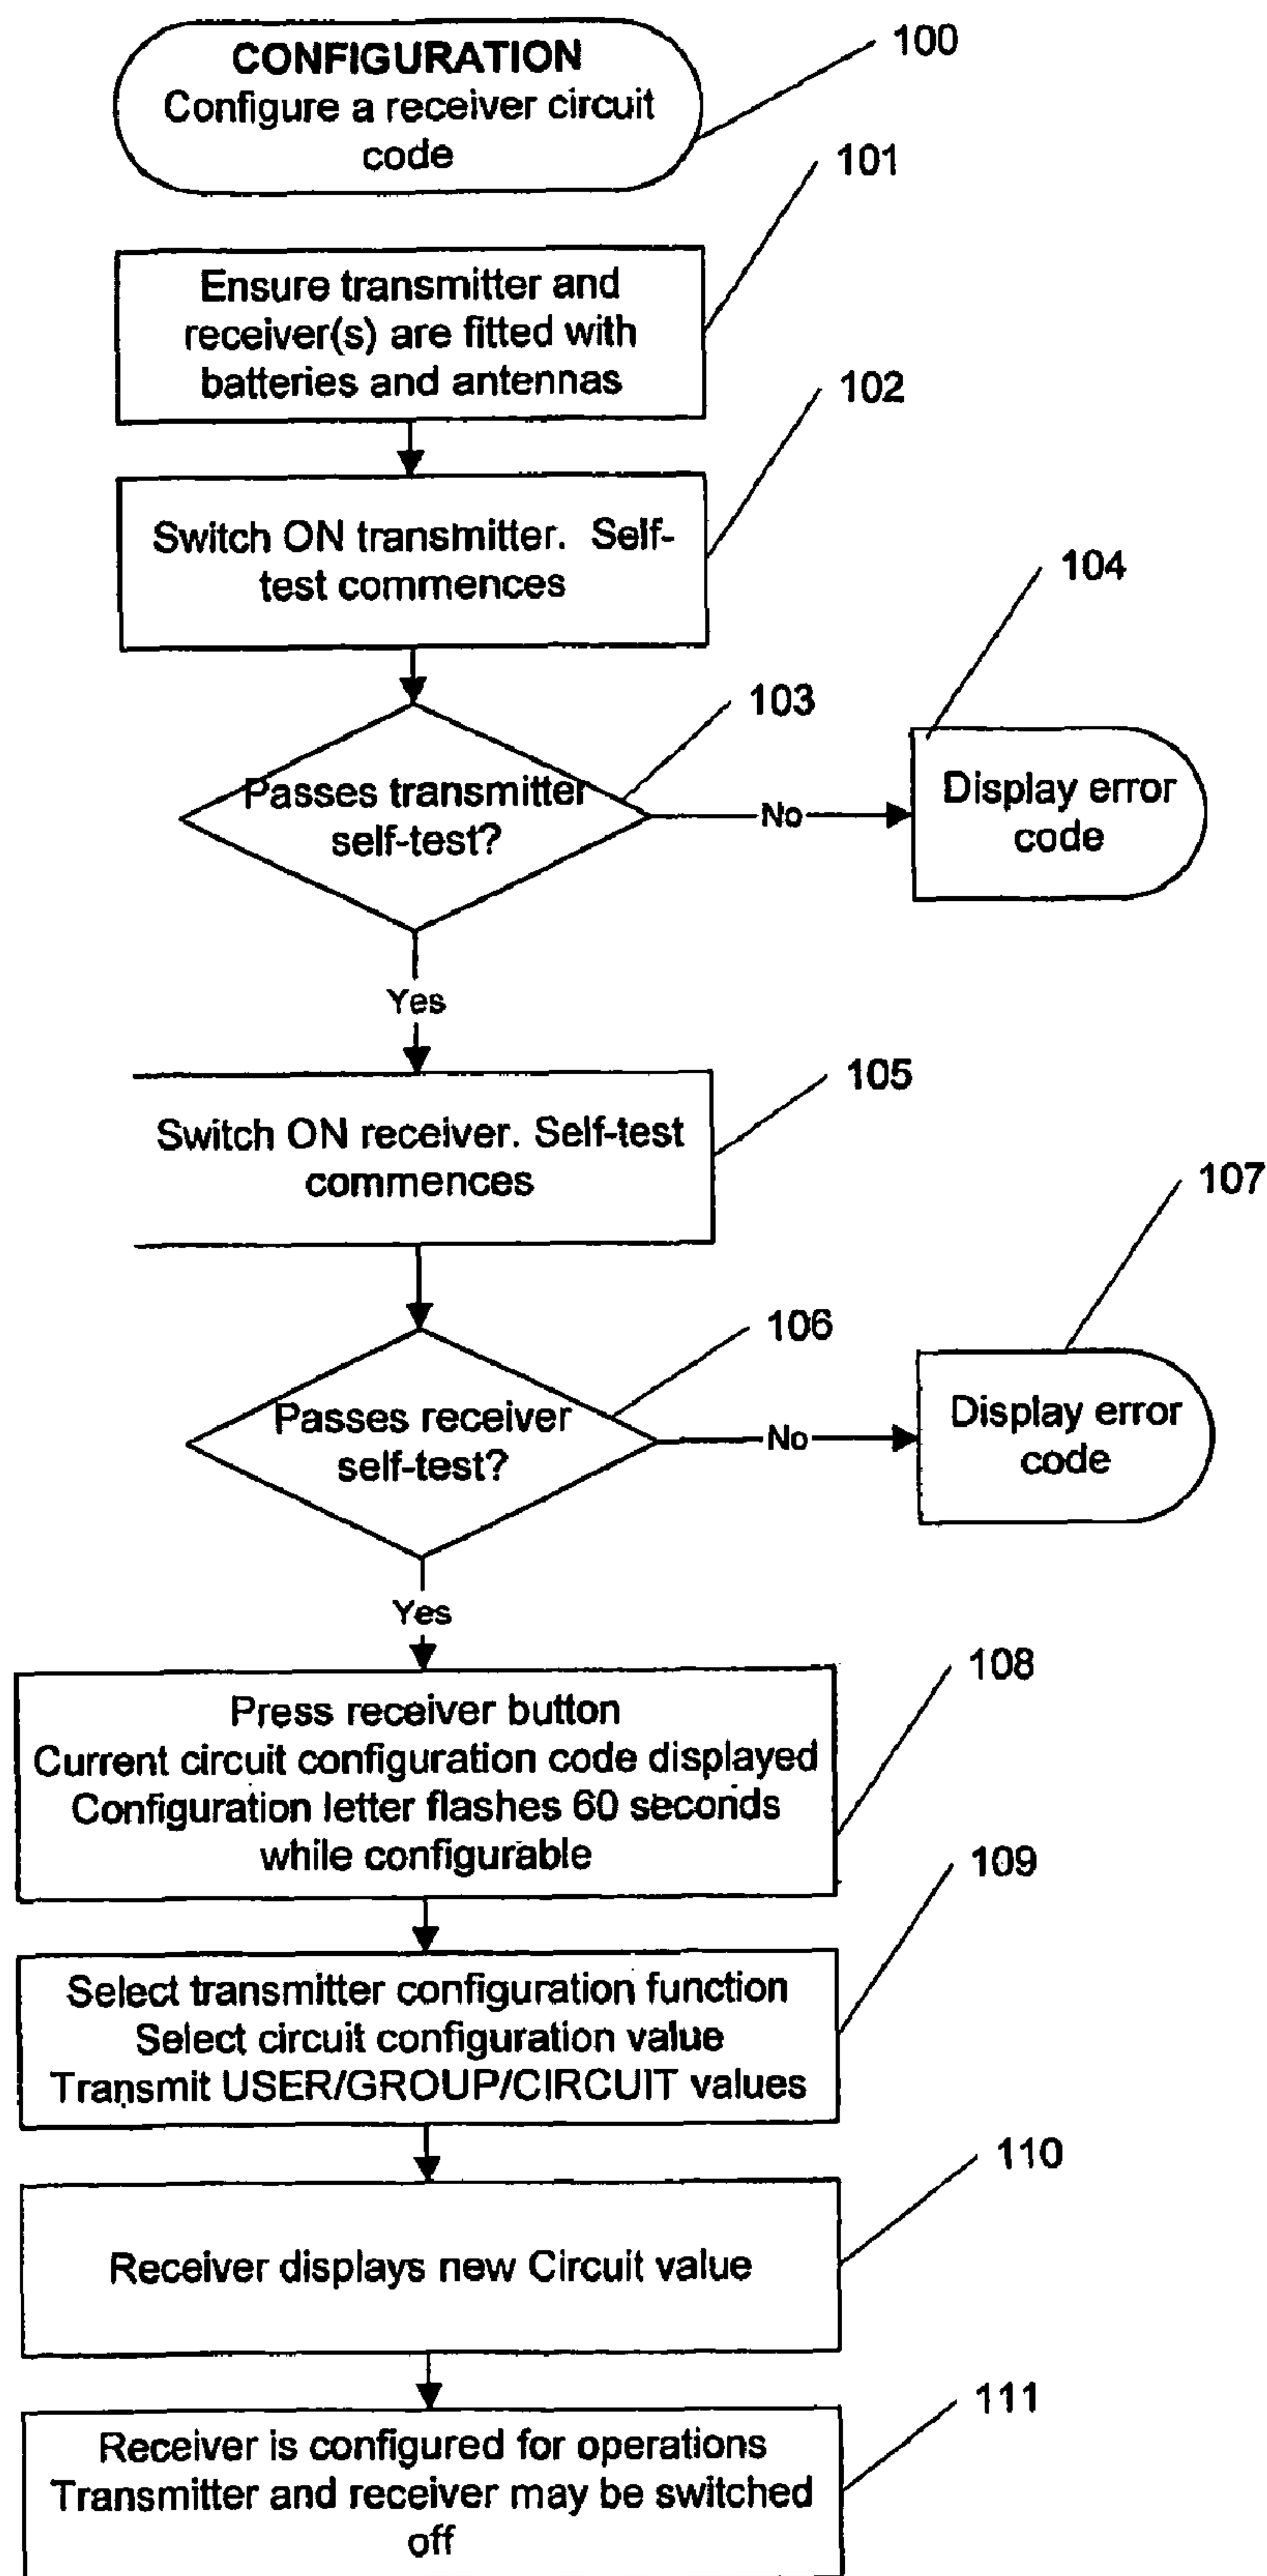 CONFIGURATION
Configure a receiver circuit
code
100
101
Ensure transmitter and
receiver(s) are fitted with
batteries and antennas
102
Switch ON transmitter. Self-
test commences
103
Passes transmitter
self-test?
No
104
Display error
code
Yes
105
Switch ON receiver. Self-test
commences
106
Passes receiver
self-test?
No
107
Display error
code
Yes
108
Press receiver button
Current circuit configuration code displayed
Configuration letter flashes 60 seconds
while configurable
109
Select transmitter configuration function
Select circuit configuration value
Transmit USER/GROUP/CIRCUIT values
110
Receiver displays new Circuit value
111
Receiver is configured for operations
Transmitter and receiver may be switched
off